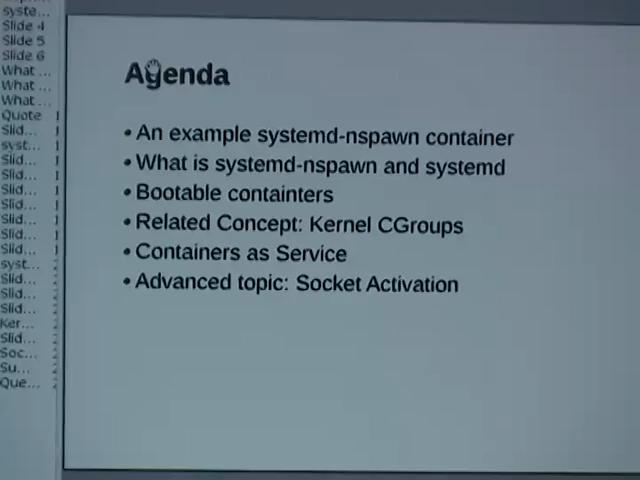 syste...
Slide 4
Slide 5
Slide 6
What ...
What ...
What ...
Quote
Slid...
syst...
Slid...
Slid...
Slid...
Slid...
Slid...
Slid...
Slid...
syst...
Slid...
Slid...
Slid...
Ker...
Slid...
Soc...
Su...
Que...
Agenda
• An example systemd-nspawn container
• What is systemd-nspawn and systemd
• Bootable containters
• Related Concept: Kernel CGroups
• Containers as Service
• Advanced topic: Socket Activation